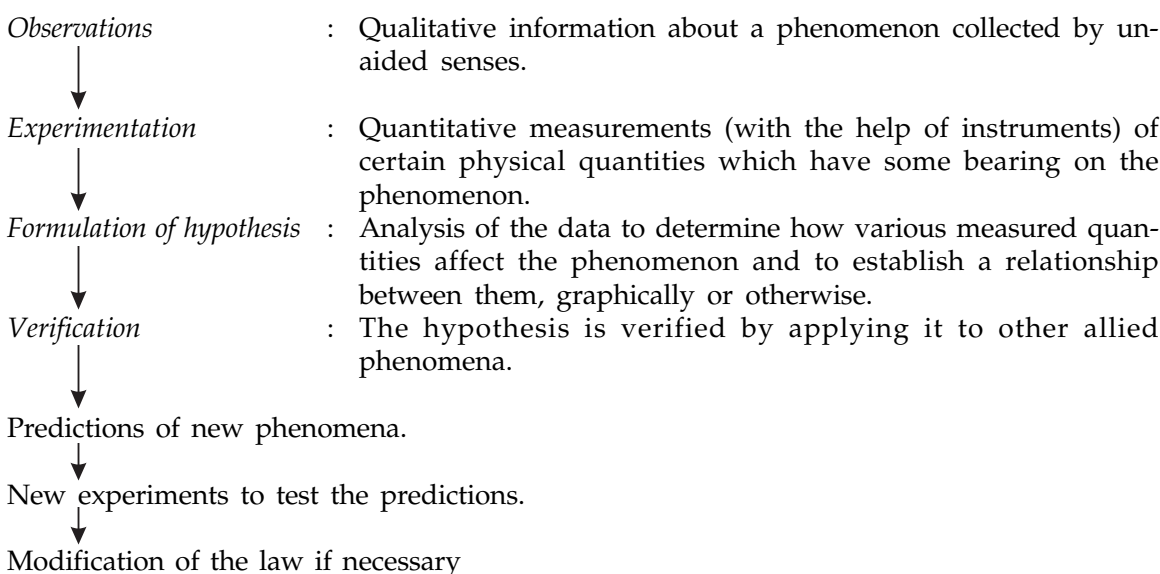 Observations : Qualitative information about a phenomenon collected by un-
aided senses.
Experimentation : Quantitative measurements (with the help of instruments) of
certain physical quantities which have some bearing on the
phenomenon.
Formulation of hypothesis : Analysis of the data to determine how various measured quan-
tities affect the phenomenon and to establish a relationship
between them, graphically or otherwise.
Verification : The hypothesis is verified by applying it to other allied
phenomena.
Predictions of new phenomena.
New experiments to test the predictions.
Modification of the law if necessary